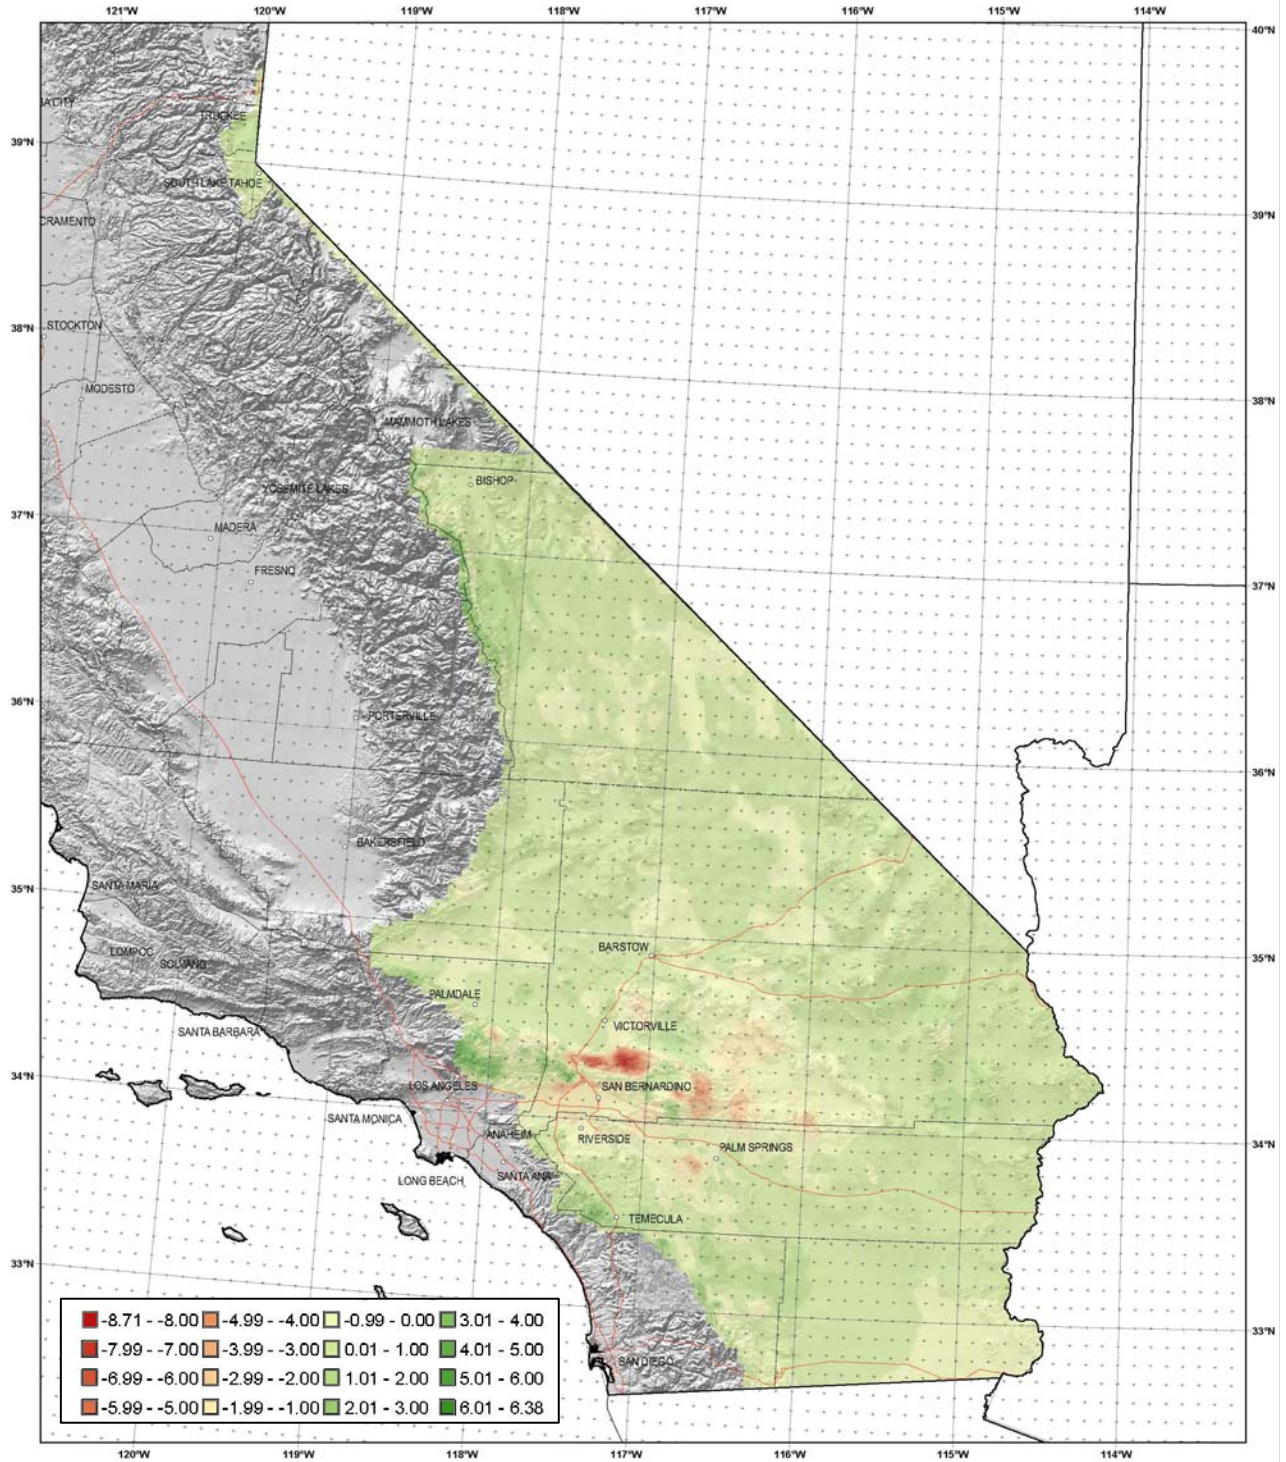 121°W 120°W 119°W 118°W 117°W 116°W 115°W 114°W
40°N
A CITY
TRUCKEE
39°N
SOUTH LAKE TAHOE
39°N
CRAMENTO
38°N
STOCKTON
MODESTO
38°N
MAMMOTH LAKES
BISHOP
YOSEMITE LAKES
37°N
MADERA
FRESNO
37°N
36°N
PORTERVILLE
36°N
BAKERSFIELD
35°N
SANTA MARIA
BARSTOW
LOMPOC
SOLVANG
35°N
PALMDALE
SANTA BARBARA
VICTORVILLE
34°N
LOS ANGELES
SAN BERNARDINO
SANTA MONICA
ANAHEIM
RIVERSIDE
34°N
PALM SPRINGS
SANTA ANA
LONG BEACH
TEMECULA
33°N
33°N
SAN DIEGO
-8.71 - -8.00 -4.99 - -4.00 -0.99 - 0.00 3.01 - 4.00
-7.99 - -7.00 -3.99 - -3.00 0.01 - 1.00 4.01 - 5.00
-6.99 - -6.00 -2.99 - -2.00 1.01 - 2.00 5.01 - 6.00
-5.99 - -5.00 -1.99 - -1.00 2.01 - 3.00 6.01 - 6.38
120°W 119°W 118°W 117°W 116°W 115°W 114°W